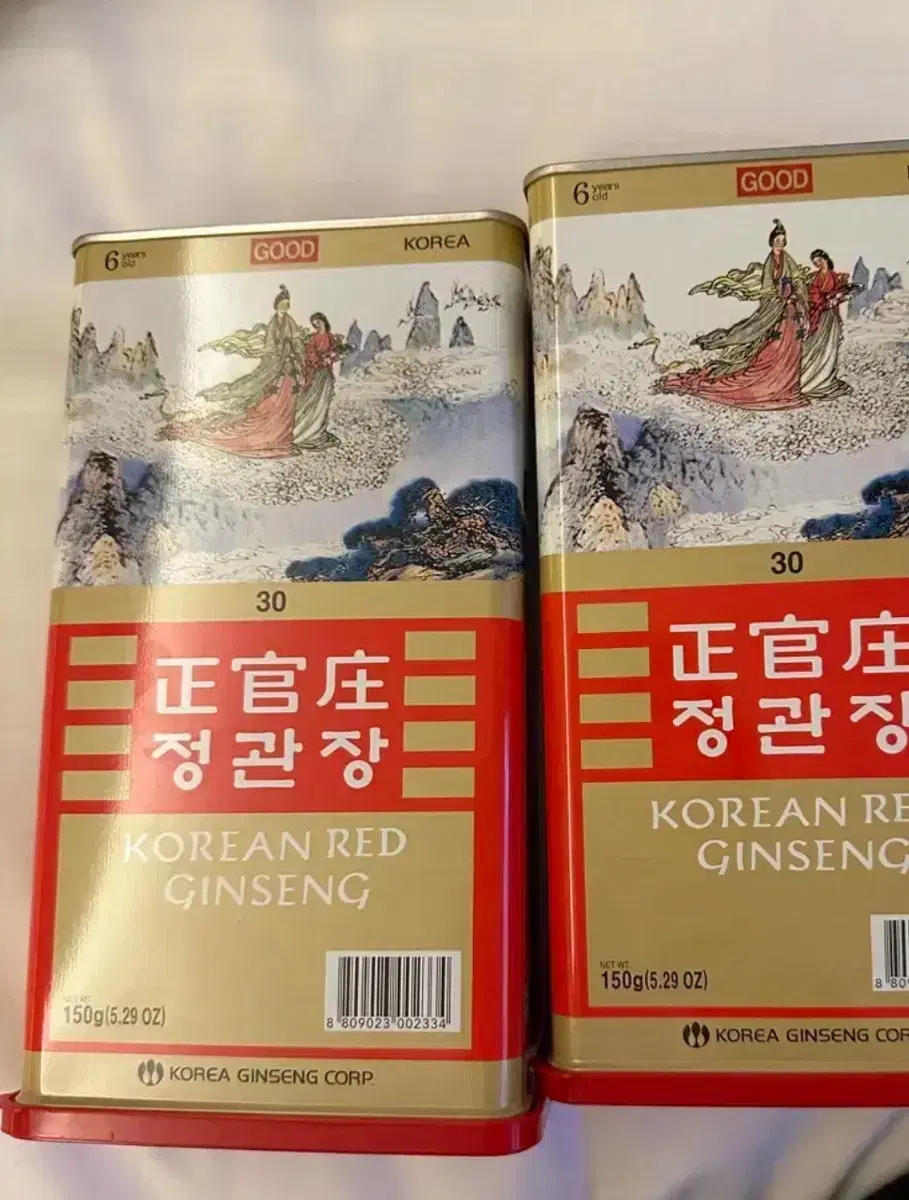 6 years old GOOD KOREA
30
正官庄
정관장
KOREAN RED
GINSENG
NET WT.
150g(5.29 OZ)
8 809023 002334
KOREA GINSENG CORP.
6 years old GOOD
30
正官庄
정관장
KOREAN RE
GINSENG
NET WT.
150g(5.29 OZ)
8 809
KOREA GINSENG COR